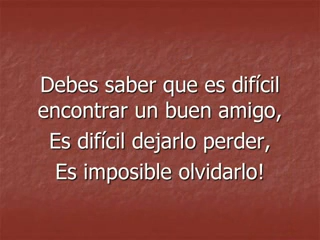 Debes saber que es difícil
encontrar un buen amigo,
Es difícil dejarlo perder,
Es imposible olvidarlo!